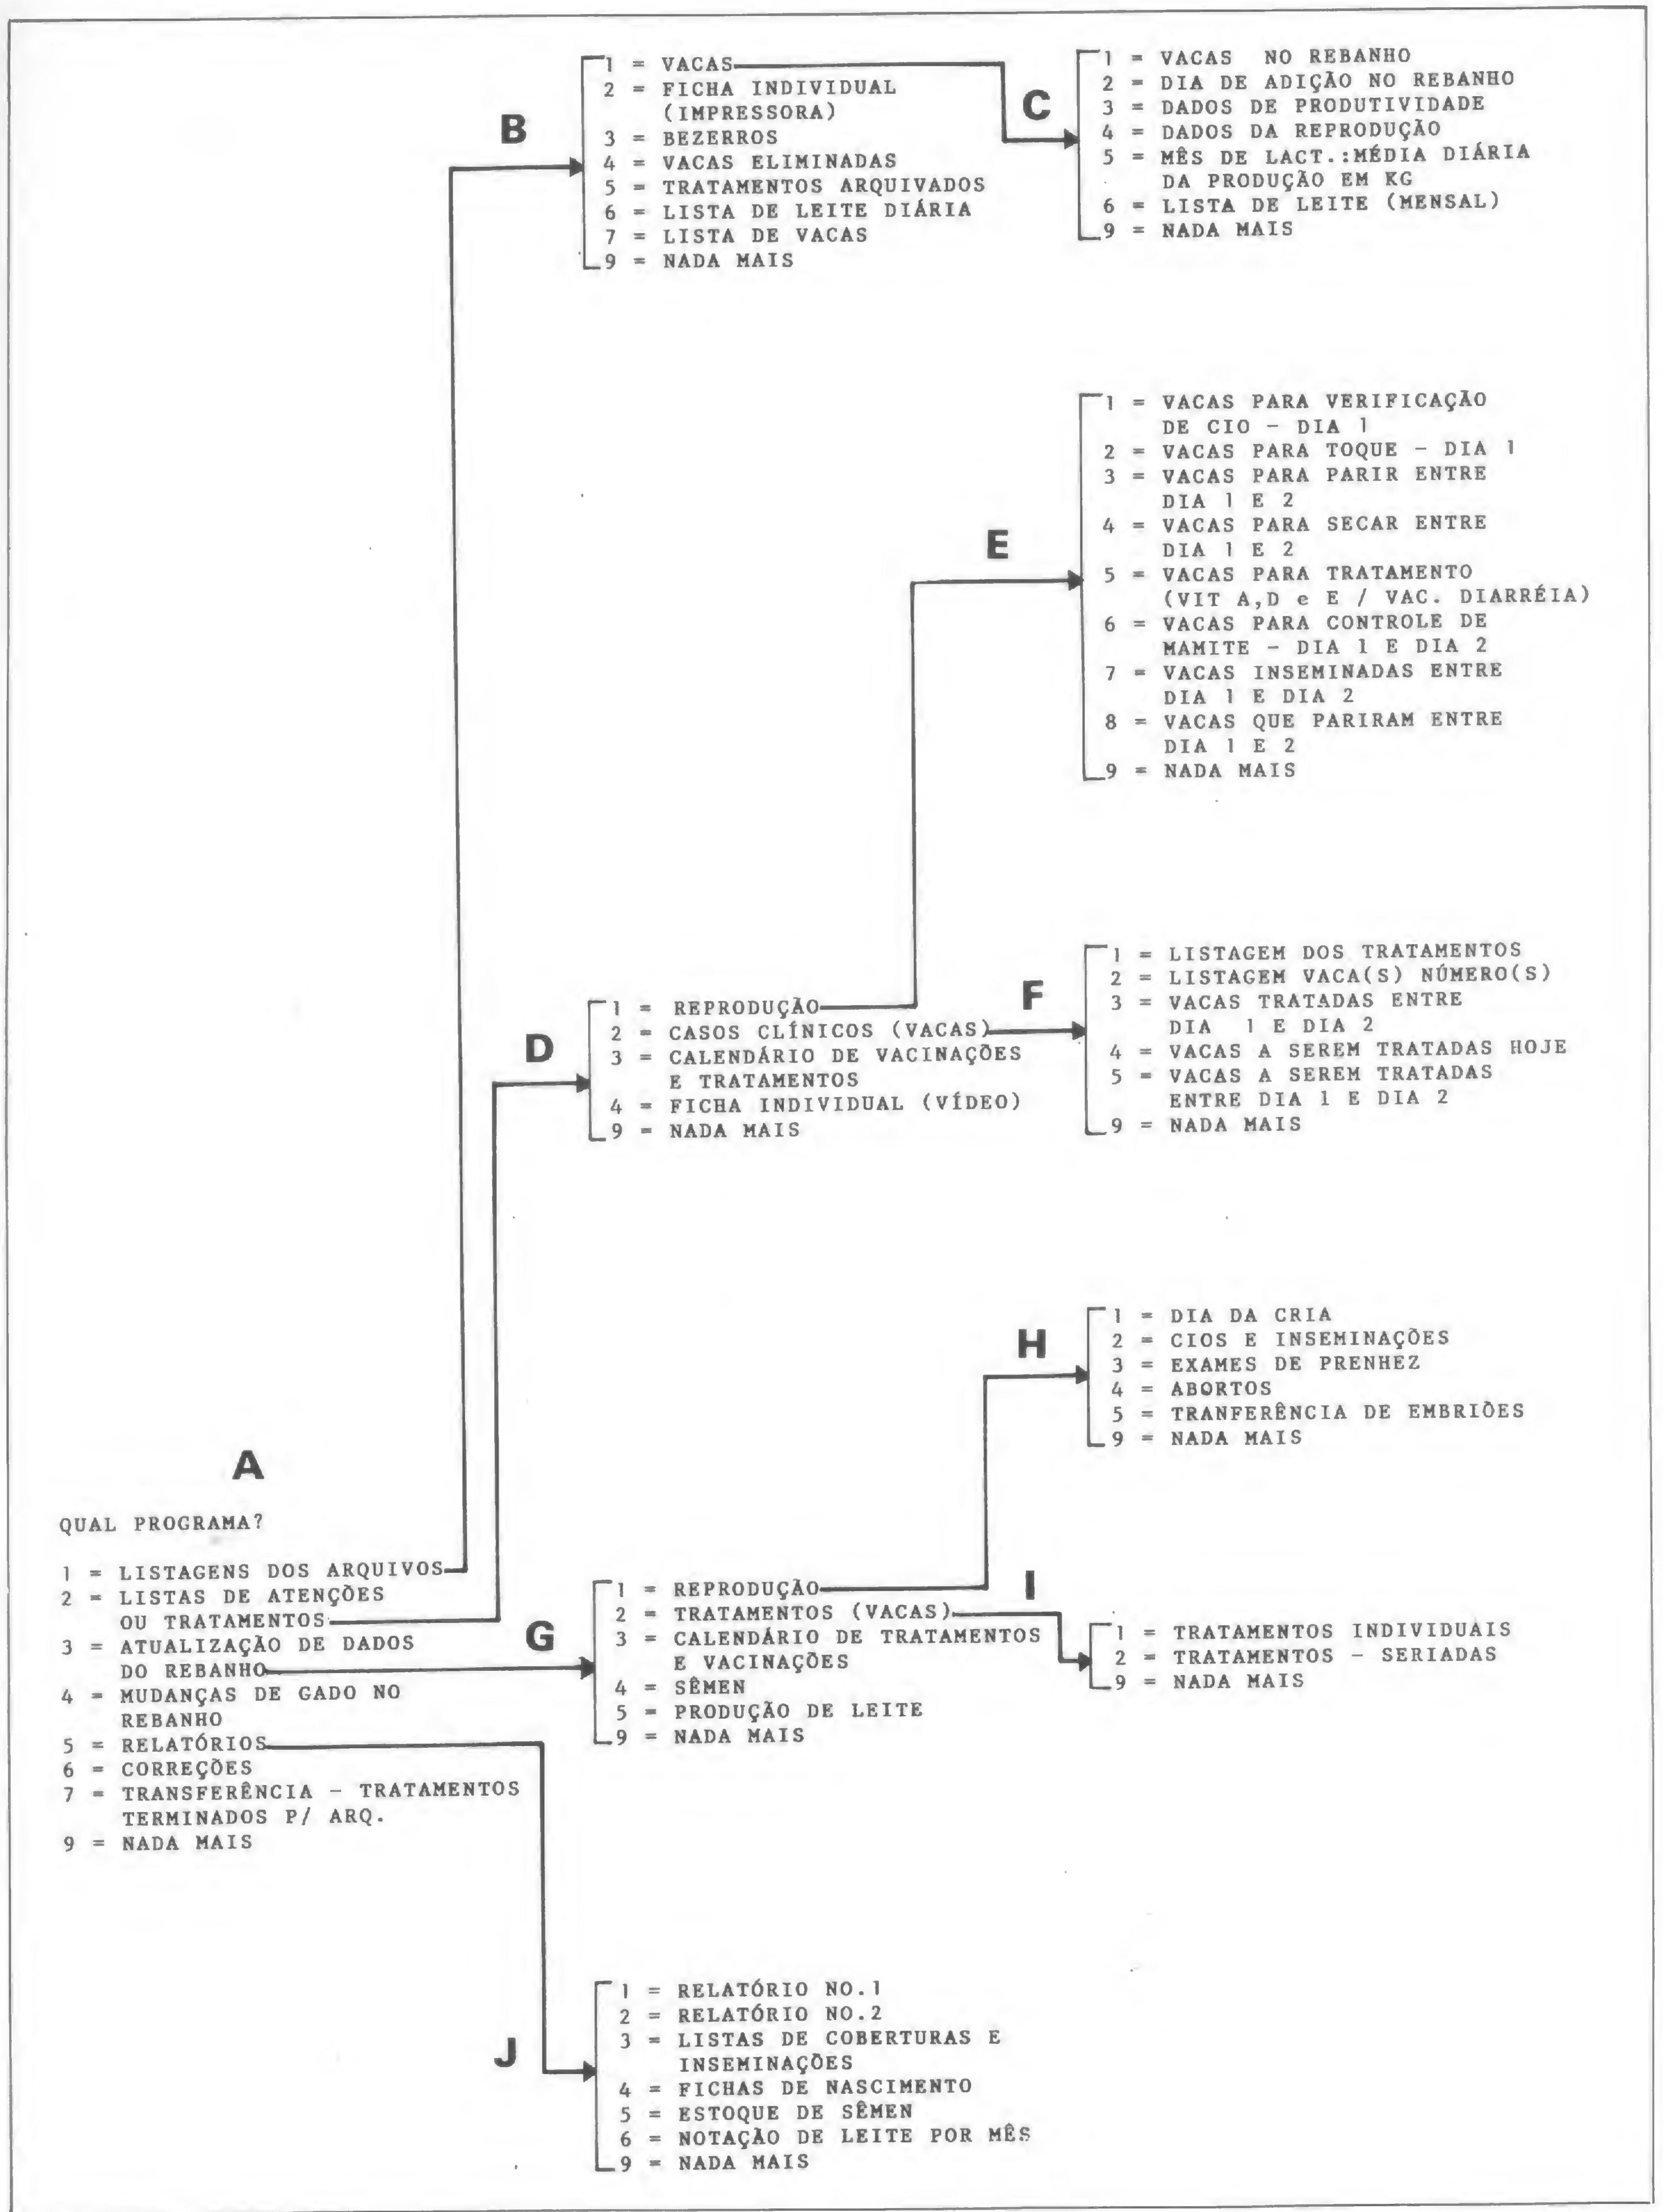 B
1 = VACAS
2 = FICHA INDIVIDUAL
(IMPRESSORA)
3 = BEZERROS
4 = VACAS ELIMINADAS
5 = TRATAMENTOS ARQUIVADOS
6 = LISTA DE LEITE DIÁRIA
7 = LISTA DE VACAS
9 = NADA MAIS
C
1 = VACAS NO REBANHO
2 = DIA DE ADIÇÃO NO REBANHO
3 = DADOS DE PRODUTIVIDADE
4 = DADOS DA REPRODUÇÃO
5 = MÊS DE LACT.:MÉDIA DIÁRIA
DA PRODUÇÃO EM KG
6 = LISTA DE LEITE (MENSAL)
9 = NADA MAIS
E
1 = VACAS PARA VERIFICAÇÃO
DE CIO - DIA 1
2 = VACAS PARA TOQUE - DIA 1
3 = VACAS PARA PARIR ENTRE
DIA 1 E 2
4 = VACAS PARA SECAR ENTRE
DIA 1 E 2
5 = VACAS PARA TRATAMENTO
(VIT A,D e E / VAC. DIARRÉIA)
6 = VACAS PARA CONTROLE DE
MAMITE - DIA 1 E DIA 2
7 = VACAS INSEMINADAS ENTRE
DIA 1 E DIA 2
8 = VACAS QUE PARIRAM ENTRE
DIA 1 E 2
9 = NADA MAIS
D
1 = REPRODUÇÃO
2 = CASOS CLÍNICOS (VACAS)
3 = CALENDÁRIO DE VACINAÇÕES
E TRATAMENTOS
4 = FICHA INDIVIDUAL (VÍDEO)
9 = NADA MAIS
F
1 = LISTAGEM DOS TRATAMENTOS
2 = LISTAGEM VACA(S) NÚMERO(S)
3 = VACAS TRATADAS ENTRE
DIA 1 E DIA 2
4 = VACAS A SEREM TRATADAS HOJE
5 = VACAS A SEREM TRATADAS
ENTRE DIA 1 E DIA 2
9 = NADA MAIS
H
1 = DIA DA CRIA
2 = CIOS E INSEMINAÇÕES
3 = EXAMES DE PRENHEZ
4 = ABORTOS
5 = TRANFERÊNCIA DE EMBRIÕES
9 = NADA MAIS
A
QUAL PROGRAMA?
1 = LISTAGENS DOS ARQUIVOS
2 = LISTAS DE ATENÇÕES
OU TRATAMENTOS
3 = ATUALIZAÇÃO DE DADOS
DO REBANHO
4 = MUDANÇAS DE GADO NO
REBANHO
5 = RELATÓRIOS
6 = CORREÇÕES
7 = TRANSFERÊNCIA - TRATAMENTOS
TERMINADOS P/ ARQ.
9 = NADA MAIS
G
1 = REPRODUÇÃO
2 = TRATAMENTOS (VACAS)
3 = CALENDÁRIO DE TRATAMENTOS
E VACINAÇÕES
4 = SÊMEN
5 = PRODUÇÃO DE LEITE
9 = NADA MAIS
I
1 = TRATAMENTOS INDIVIDUAIS
2 = TRATAMENTOS - SERIADAS
9 = NADA MAIS
J
1 = RELATÓRIO NO.1
2 = RELATÓRIO NO.2
3 = LISTAS DE COBERTURAS E
INSEMINAÇÕES
4 = FICHAS DE NASCIMENTO
5 = ESTOQUE DE SÊMEN
6 = NOTAÇÃO DE LEITE POR MÊS
9 = NADA MAIS